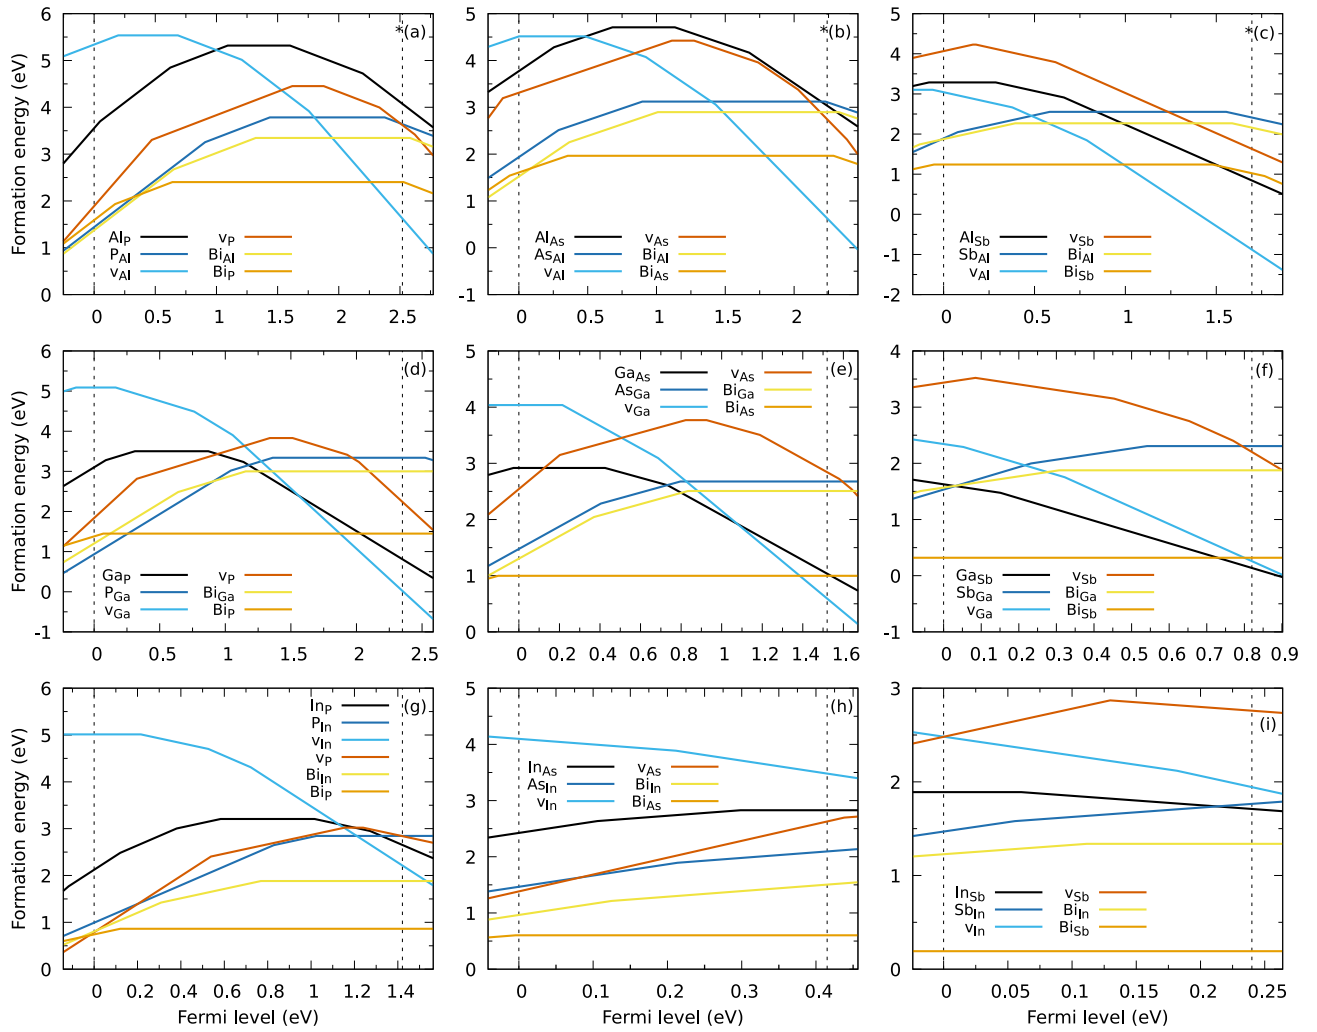 *(a)
Formation energy (eV)
6
5
4
3
2
1
0
Al_P v_P
P_Al Bi_Al
v_Al Bi_P
0 0.5 1 1.5 2 2.5
*(b)
5
4
3
2
1
0
-1
Al_As v_As
As_Al Bi_Al
v_Al Bi_As
0 0.5 1 1.5 2
*(c)
5
4
3
2
1
0
-1
-2
Al_Sb v_Sb
Sb_Al Bi_Al
v_Al Bi_Sb
0 0.5 1 1.5
(d)
Formation energy (eV)
6
5
4
3
2
1
0
-1
Ga_P v_P
P_Ga Bi_Ga
v_Ga Bi_P
0 0.5 1 1.5 2 2.5
(e)
5
4
3
2
1
0
Ga_As v_As
As_Ga Bi_Ga
v_Ga Bi_As
0 0.2 0.4 0.6 0.8 1 1.2 1.4 1.6
(f)
4
3
2
1
0
-1
Ga_Sb v_Sb
Sb_Ga Bi_Ga
v_Ga Bi_Sb
0 0.1 0.2 0.3 0.4 0.5 0.6 0.7 0.8 0.9
(g)
Formation energy (eV)
6
5
4
3
2
1
0
In_P
P_In
v_In
v_P
Bi_In
Bi_P
0 0.2 0.4 0.6 0.8 1 1.2 1.4
Fermi level (eV)
(h)
5
4
3
2
1
0
In_As v_As
As_In Bi_In
v_In Bi_As
0 0.1 0.2 0.3 0.4
Fermi level (eV)
(i)
3
2
1
0
In_Sb v_Sb
Sb_In Bi_In
v_In Bi_Sb
0 0.05 0.1 0.15 0.2 0.25
Fermi level (eV)